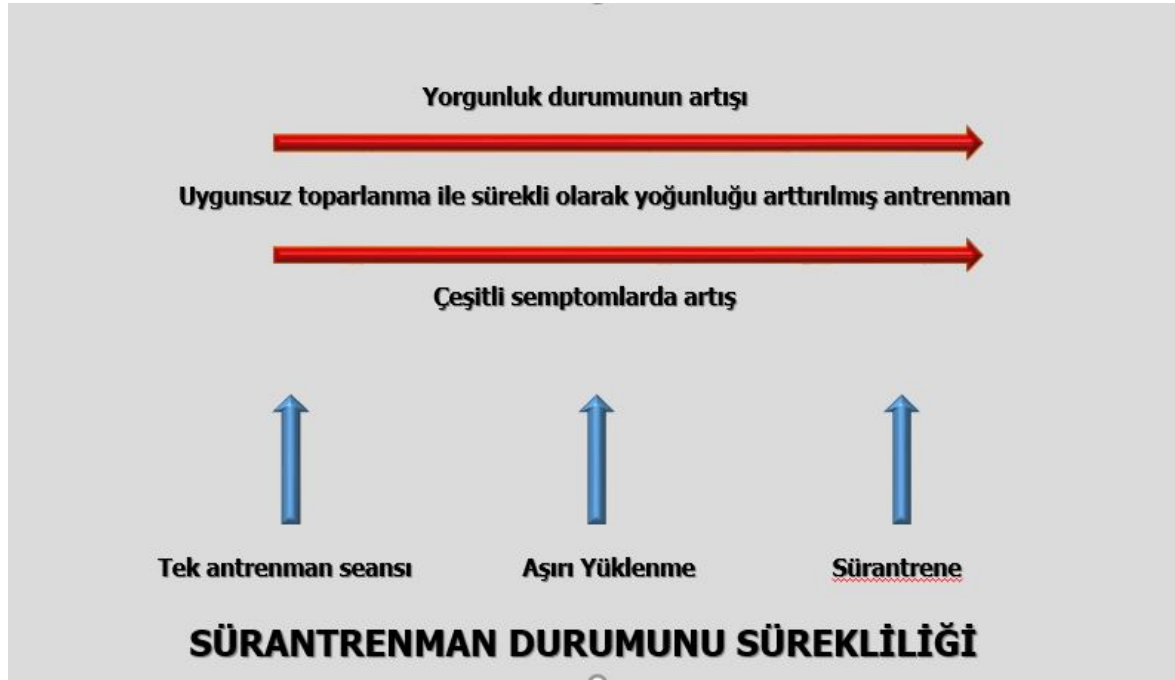 Yorgunluk durumunun artışı
Uygunsuz toparlanma ile sürekli olarak yoğunluğu arttırılmış antrenman
Çeşitli semptomlarda artış
Tek antrenman seansı
Aşırı Yüklenme
Sürantrene
SÜRANTRENMAN DURUMUNU SÜREKLİLİĞİ